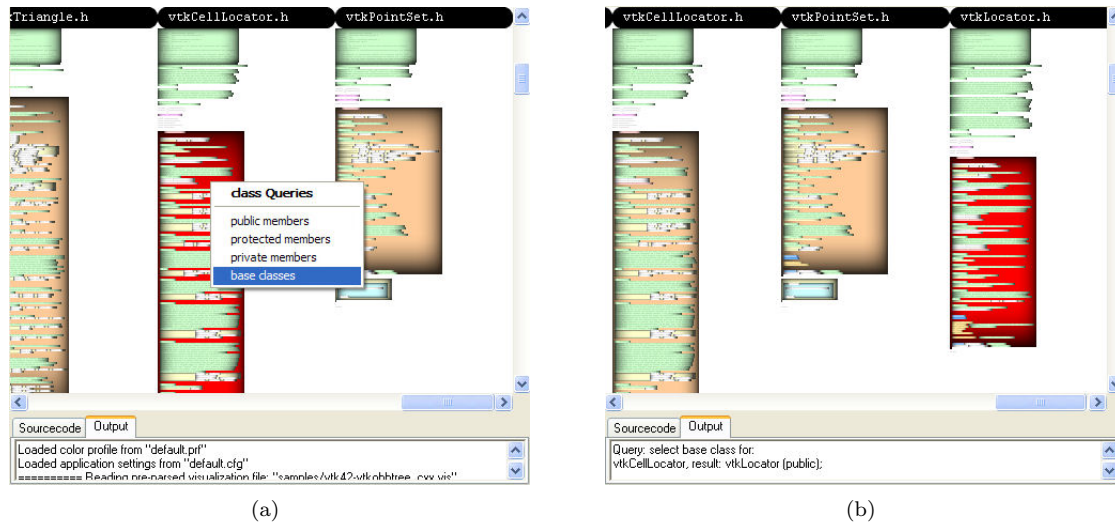 kTriangle.h
vtkCellLocator.h
vtkPointSet.h
class Queries
public members
protected members
private members
base classes
Sourcecode
Output
Loaded color profile from "default.prf"
Loaded application settings from "default.cfg"
========== Reading pre-parsed visualization file: "samples/vtk42-vtkobbtree_cxx.vis"
(a)
vtkCellLocator.h
vtkPointSet.h
vtkLocator.h
Sourcecode
Output
Query: select base class for:
vtkCellLocator, result: vtkLocator (public);
(b)